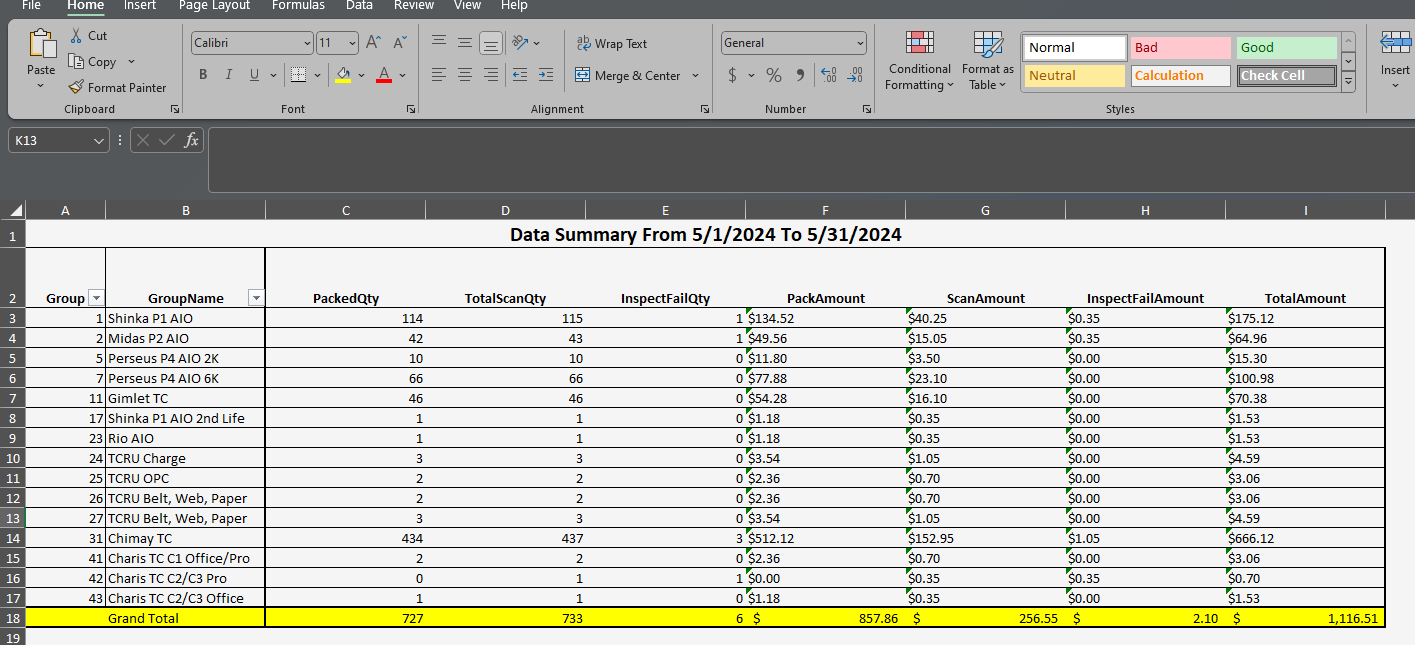 File Home Insert Page Layout Formulas Data Review View Help
Paste Cut Copy Format Painter Clipboard
Calibri 11 A A B I U A Font
Wrap Text Merge & Center Alignment
General $ % , .00 .00 Number
Conditional Formatting Format as Table
Normal Bad Good
Neutral Calculation Check Cell
Styles
Insert
K13 fx
A B C D E F G H I
1 Data Summary From 5/1/2024 To 5/31/2024
2 Group GroupName PackedQty TotalScanQty InspectFailQty PackAmount ScanAmount InspectFailAmount TotalAmount
3 1 Shinka P1 AIO 114 115 1 $134.52 $40.25 $0.35 $175.12
4 2 Midas P2 AIO 42 43 1 $49.56 $15.05 $0.35 $64.96
5 5 Perseus P4 AIO 2K 10 10 0 $11.80 $3.50 $0.00 $15.30
6 7 Perseus P4 AIO 6K 66 66 0 $77.88 $23.10 $0.00 $100.98
7 11 Gimlet TC 46 46 0 $54.28 $16.10 $0.00 $70.38
8 17 Shinka P1 AIO 2nd Life 1 1 0 $1.18 $0.35 $0.00 $1.53
9 23 Rio AIO 1 1 0 $1.18 $0.35 $0.00 $1.53
10 24 TCRU Charge 3 3 0 $3.54 $1.05 $0.00 $4.59
11 25 TCRU OPC 2 2 0 $2.36 $0.70 $0.00 $3.06
12 26 TCRU Belt, Web, Paper 2 2 0 $2.36 $0.70 $0.00 $3.06
13 27 TCRU Belt, Web, Paper 3 3 0 $3.54 $1.05 $0.00 $4.59
14 31 Chimay TC 434 437 3 $512.12 $152.95 $1.05 $666.12
15 41 Charis TC C1 Office/Pro 2 2 0 $2.36 $0.70 $0.00 $3.06
16 42 Charis TC C2/C3 Pro 0 1 1 $0.00 $0.35 $0.35 $0.70
17 43 Charis TC C2/C3 Office 1 1 0 $1.18 $0.35 $0.00 $1.53
18 Grand Total 727 733 6 $ 857.86 $ 256.55 $ 2.10 $ 1,116.51
19